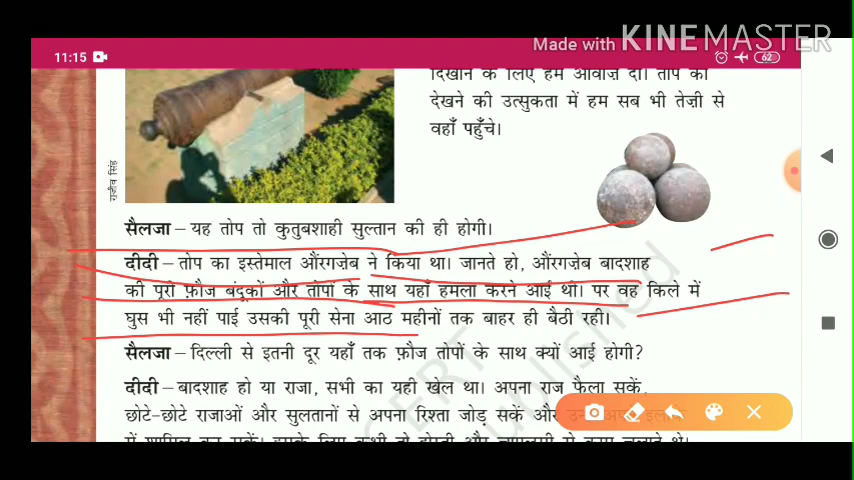 Made with KINEMASTER
11:15
62
दिखाने के लिए हमें आवाज़ दी। तोप को
देखने की उत्सुकता में हम सब भी तेज़ी से
वहाँ पहुँचे।
राजीव सिंह
सैलजा – यह तोप तो कुतुबशाही सुल्तान की ही होगी।
दीदी – तोप का इस्तेमाल औरंगज़ेब ने किया था। जानते हो, औरंगज़ेब बादशाह
की पूरी फ़ौज बंदूकों और तोपों के साथ यहाँ हमला करने आई थी। पर वह किले में
घुस भी नहीं पाई उसकी पूरी सेना आठ महीनों तक बाहर ही बैठी रही।
सैलजा – दिल्ली से इतनी दूर यहाँ तक फ़ौज तोपों के साथ क्यों आई होगी?
दीदी – बादशाह हो या राजा, सभी का यही खेल था। अपना राज फैला सकें,
छोटे-छोटे राजाओं और सुलतानों से अपना रिश्ता जोड़ सकें और